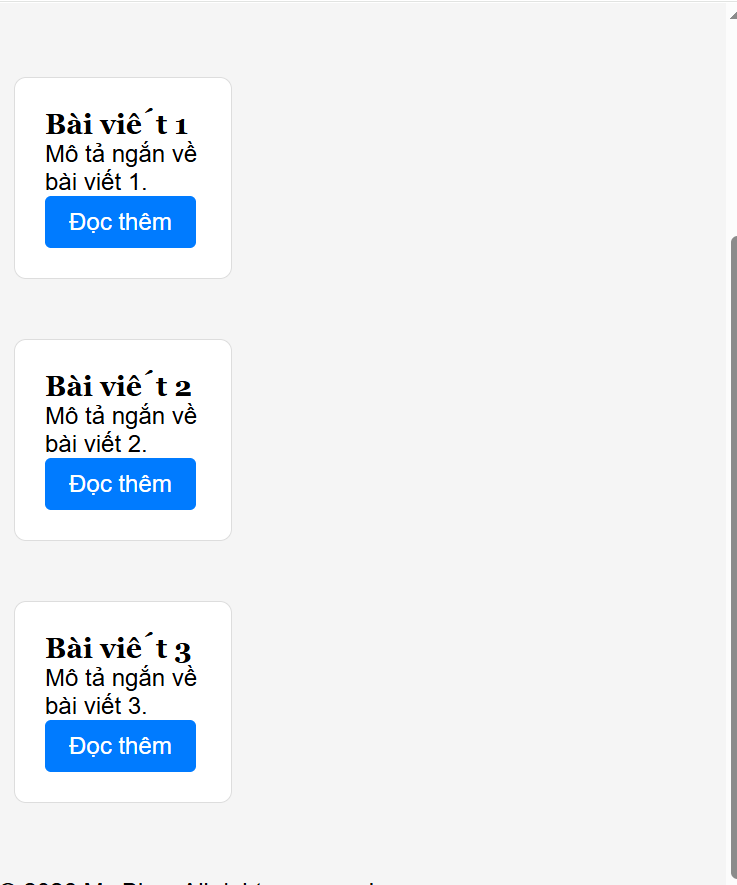 Bài viết 1
Mô tả ngắn về
bài viết 1.
Đọc thêm
Bài viết 2
Mô tả ngắn về
bài viết 2.
Đọc thêm
Bài viết 3
Mô tả ngắn về
bài viết 3.
Đọc thêm